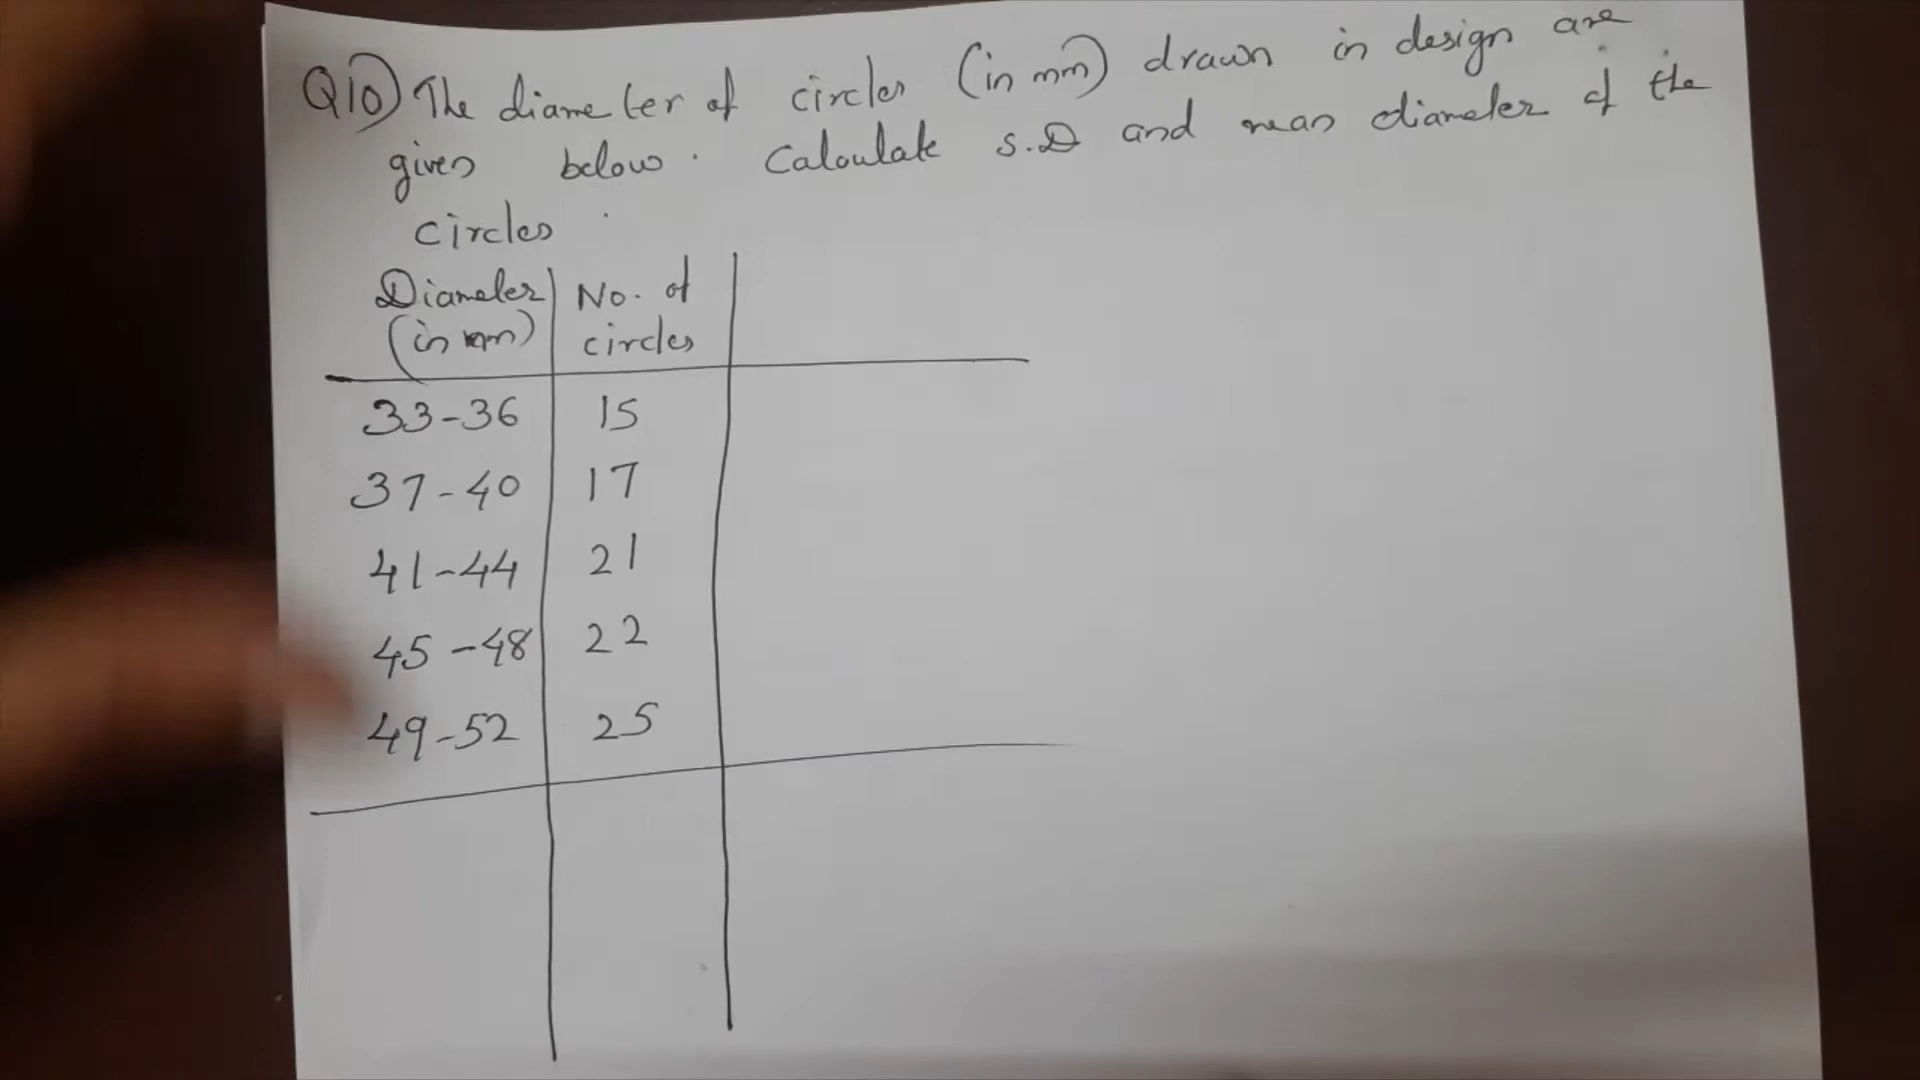 Q10) The diameter of circles (in mm) drawn in design are
given below. Calculate S.D and mean diameter of the
circles.
Diameter (in mm) No. of circles
33-36 15
37-40 17
41-44 21
45-48 22
49-52 25